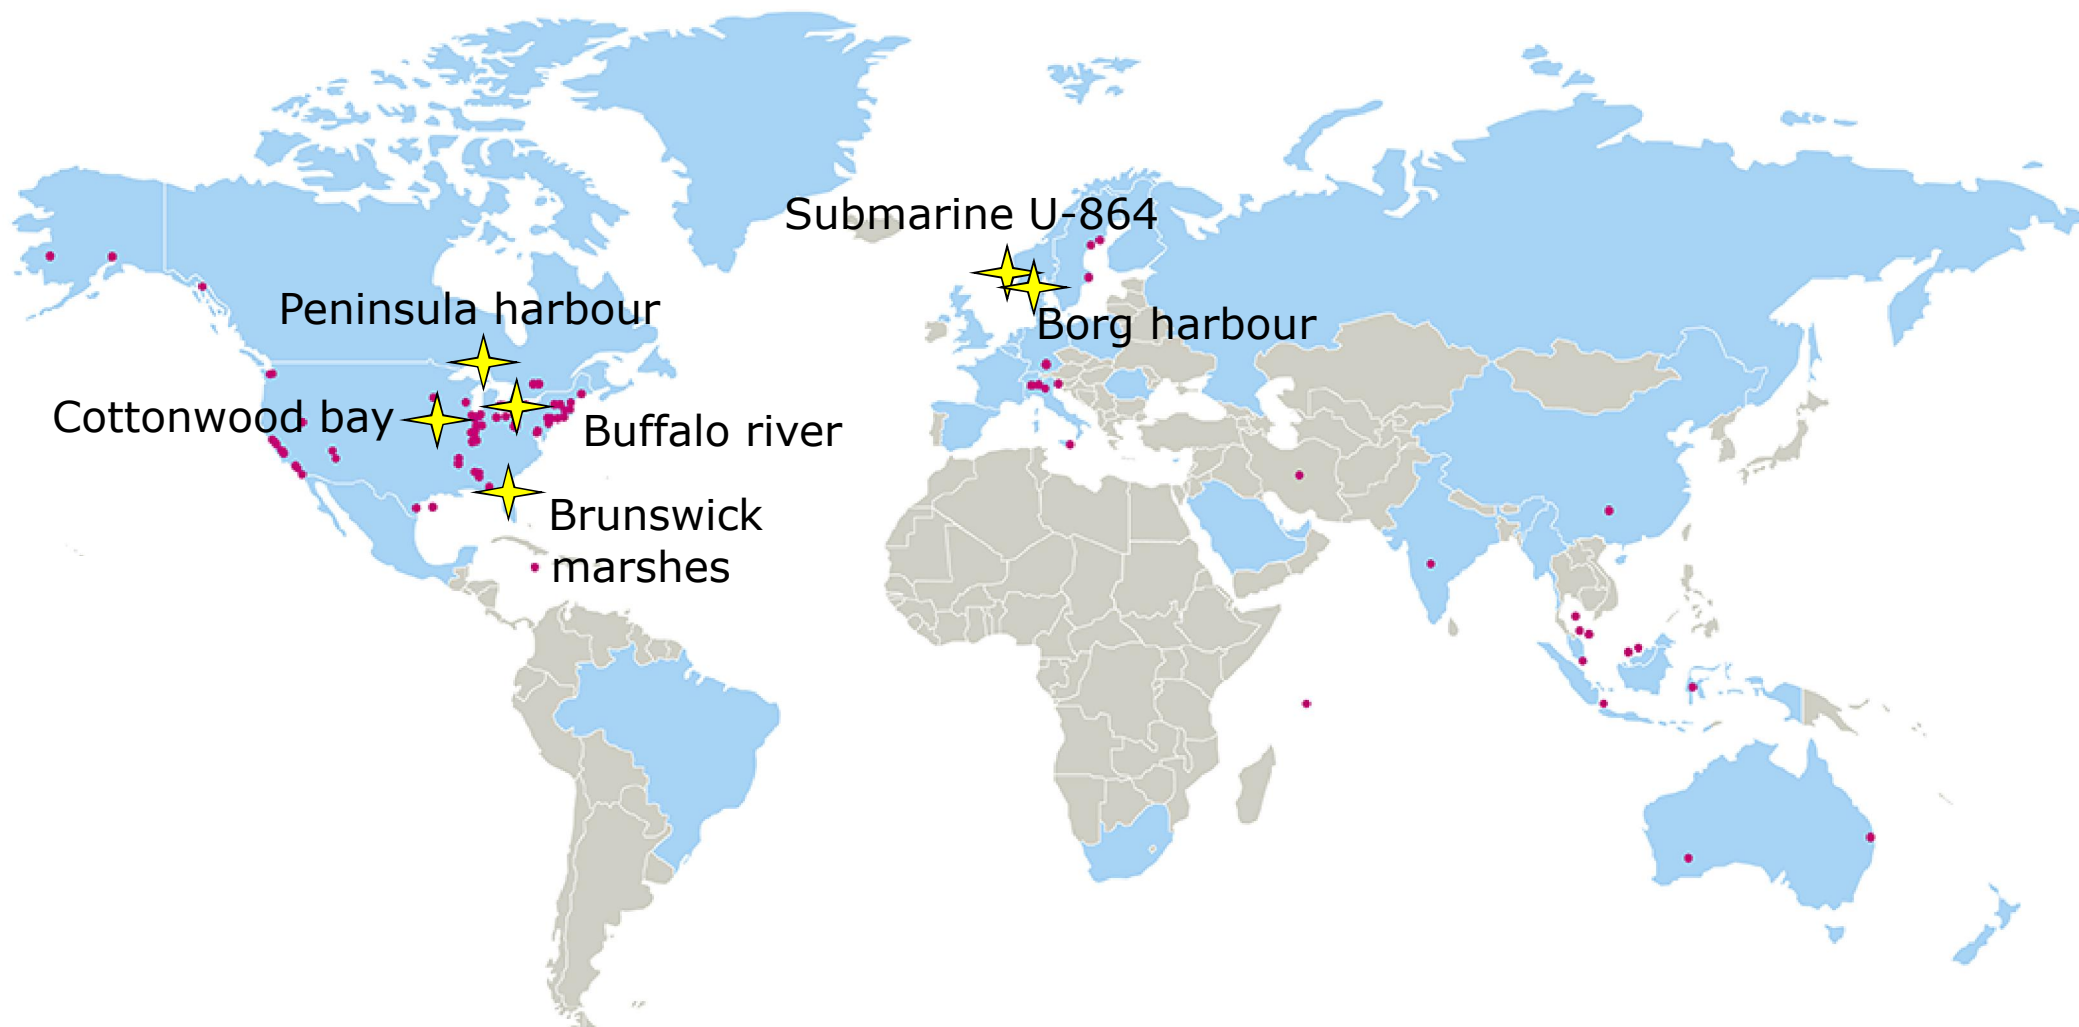 Submarine U-864
Peninsula harbour
Borg harbour
Cottonwood bay
Buffalo river
Brunswick
marshes